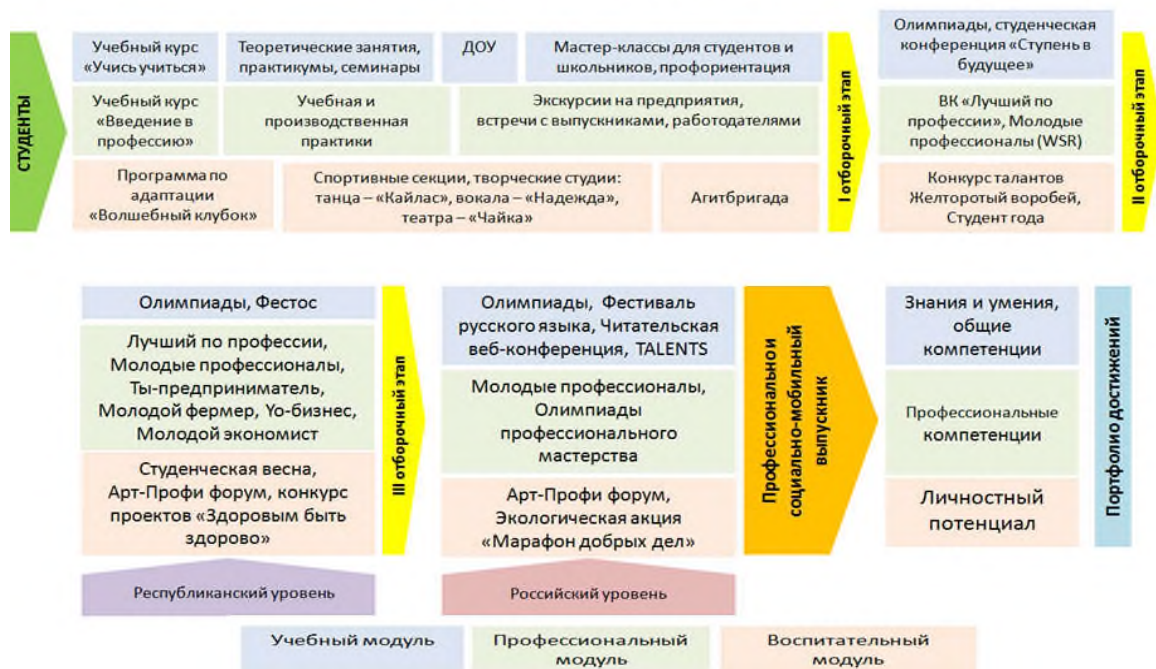 СТУДЕНТЫ
Учебный курс
«Учись учиться»
Теоретические занятия,
практикумы, семинары
ДОУ
Мастер-классы для студентов и
школьников, профориентация
Учебный курс
«Введение в
профессию»
Учебная и
производственная
практики
Экскурсии на предприятия,
встречи с выпускниками, работодателями
Программа по
адаптации
«Волшебный клубок»
Спортивные секции, творческие студии:
танца – «Кайлас», вокала – «Надежда»,
театра – «Чайка»
Агитбригада
I отборочный этап
Олимпиады, студенческая
конференция «Ступень в
будущее»
ВК «Лучший по
профессии», Молодые
профессионалы (WSR)
Конкурс талантов
Желторотый воробей,
Студент года
II отборочный этап
Олимпиады, Фестос
Лучший по профессии,
Молодые профессионалы,
Ты-предприниматель,
Молодой фермер, Yo-бизнес,
Молодой экономист
Студенческая весна,
Арт-Профи форум, конкурс
проектов «Здоровым быть
здорово»
Республиканский уровень
III отборочный этап
Олимпиады, Фестиваль
русского языка, Читательская
веб-конференция, TALENTS
Молодые профессионалы,
Олимпиады
профессионального
мастерства
Арт-Профи форум,
Экологическая акция
«Марафон добрых дел»
Российский уровень
Профессионально и
социально-мобильный
выпускник
Знания и умения,
общие
компетенции
Профессиональные
компетенции
Личностный
потенциал
Портфолио достижений
Учебный модуль
Профессиональный
модуль
Воспитательный
модуль